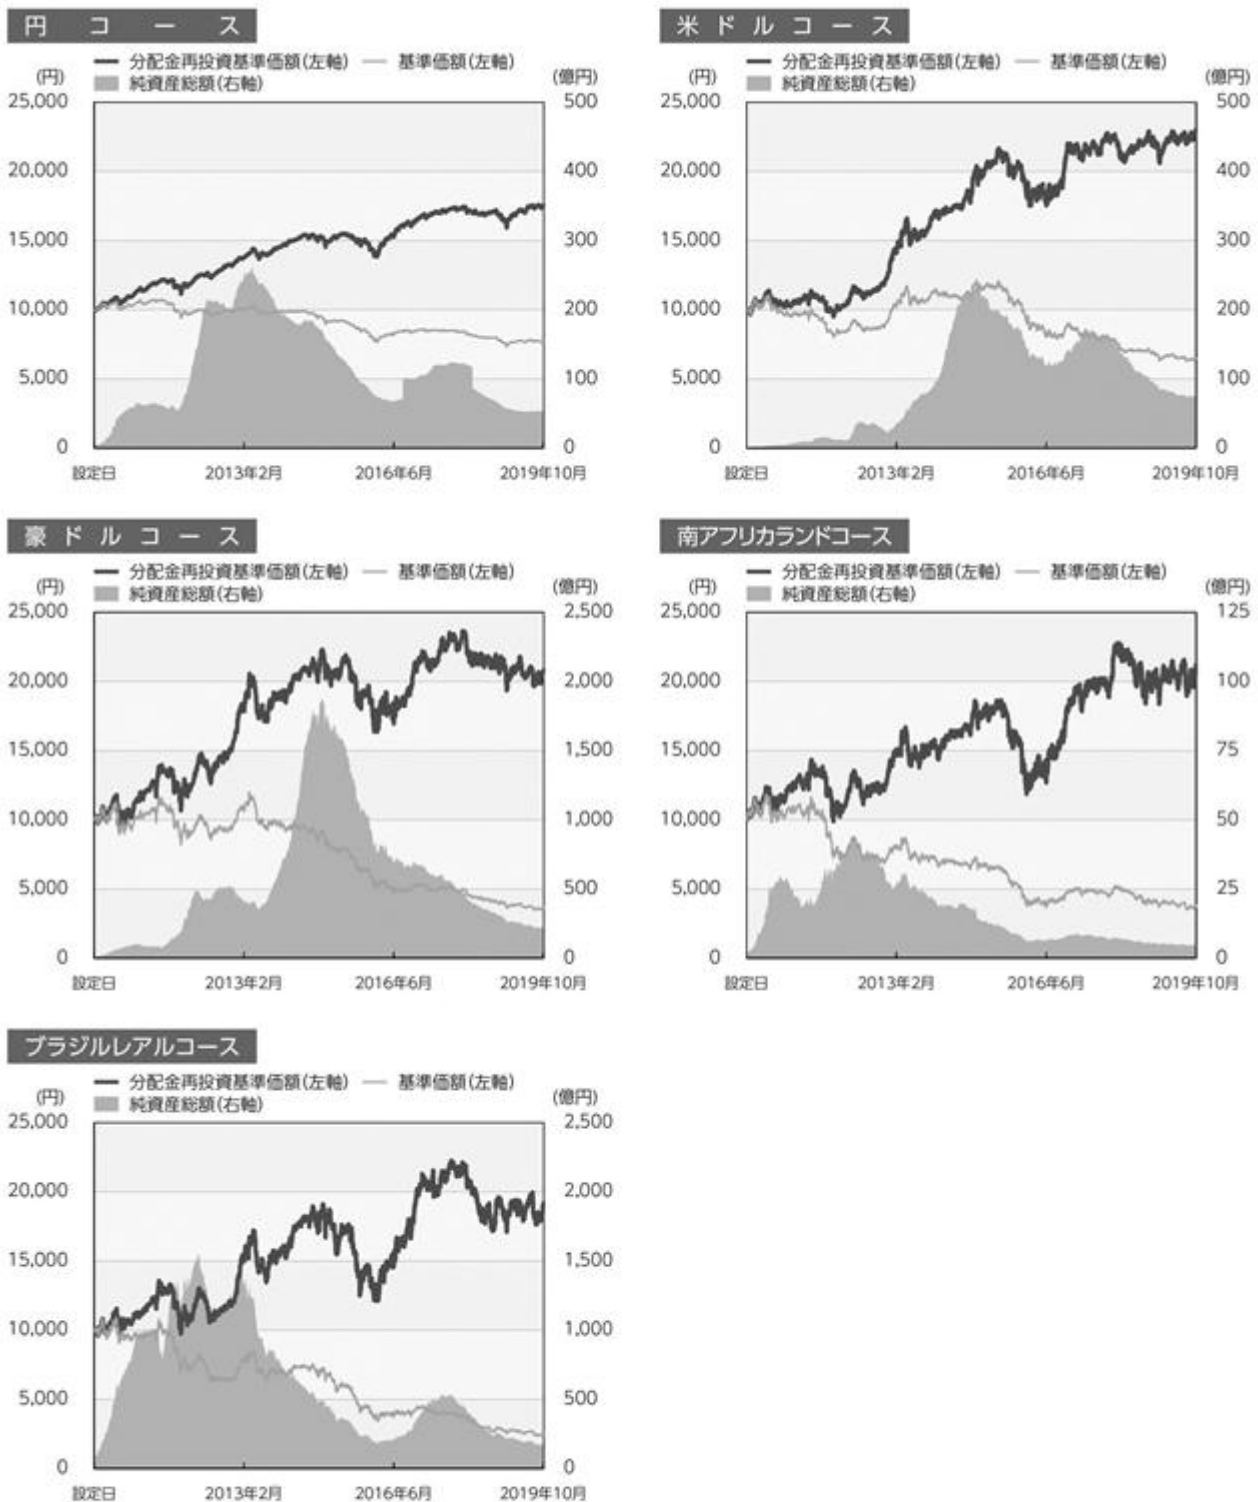 円コース
分配金再投資基準価額(左軸) 基準価額(左軸)
純資産総額(右軸)
(円) (億円)
25,000 500
20,000 400
15,000 300
10,000 200
5,000 100
0 0
設定日 2013年2月 2016年6月 2019年10月
米ドルコース
分配金再投資基準価額(左軸) 基準価額(左軸)
純資産総額(右軸)
(円) (億円)
25,000 500
20,000 400
15,000 300
10,000 200
5,000 100
0 0
設定日 2013年2月 2016年6月 2019年10月
豪ドルコース
分配金再投資基準価額(左軸) 基準価額(左軸)
純資産総額(右軸)
(円) (億円)
25,000 2,500
20,000 2,000
15,000 1,500
10,000 1,000
5,000 500
0 0
設定日 2013年2月 2016年6月 2019年10月
南アフリカランドコース
分配金再投資基準価額(左軸) 基準価額(左軸)
純資産総額(右軸)
(円) (億円)
25,000 125
20,000 100
15,000 75
10,000 50
5,000 25
0 0
設定日 2013年2月 2016年6月 2019年10月
ブラジルレアルコース
分配金再投資基準価額(左軸) 基準価額(左軸)
純資産総額(右軸)
(円) (億円)
25,000 2,500
20,000 2,000
15,000 1,500
10,000 1,000
5,000 500
0 0
設定日 2013年2月 2016年6月 2019年10月